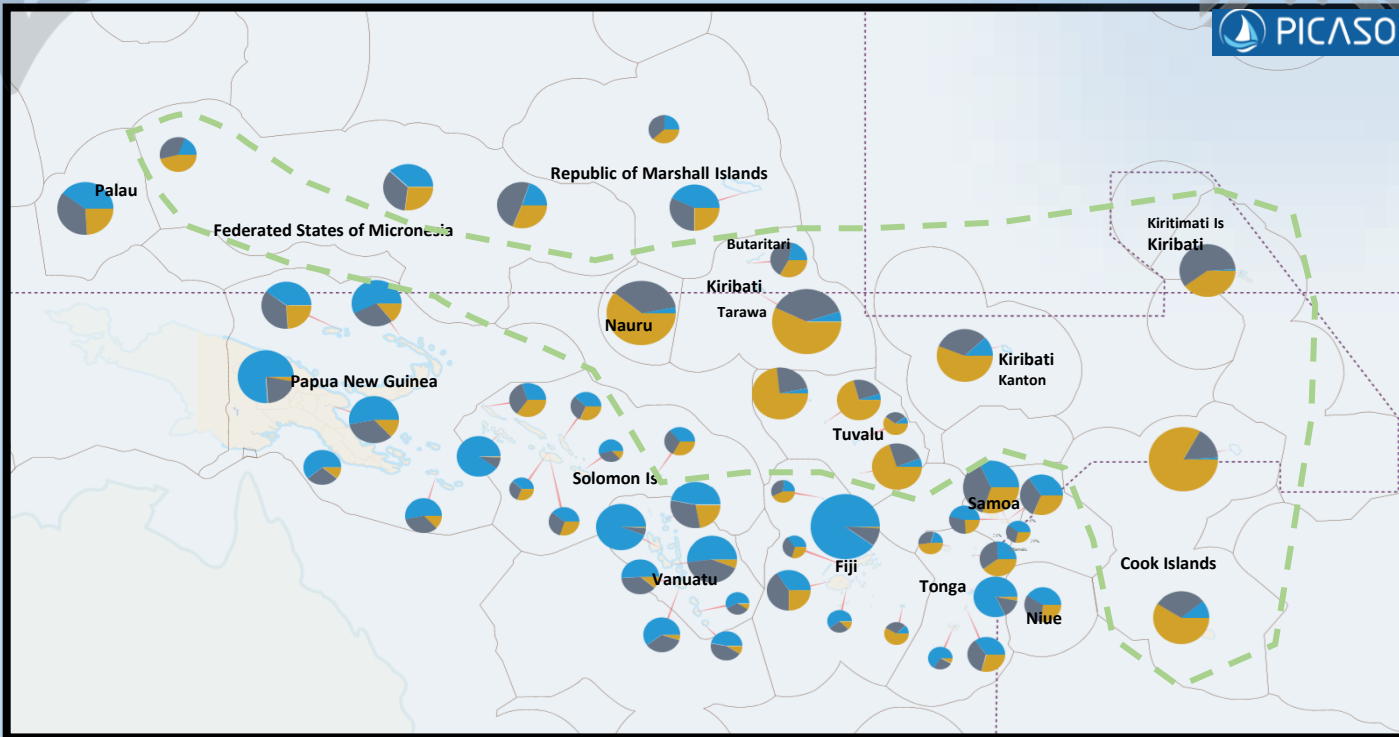 PICASO
Palau
Republic of Marshall Islands
Federated States of Micronesia
Kiritimati Is
Kiribati
Butaritari
Kiribati
Tarawa
Nauru
Kiribati
Kanton
Papua New Guinea
Tuvalu
Solomon Is
Samoa
Vanuatu
Fiji
Tonga
Niue
Cook Islands